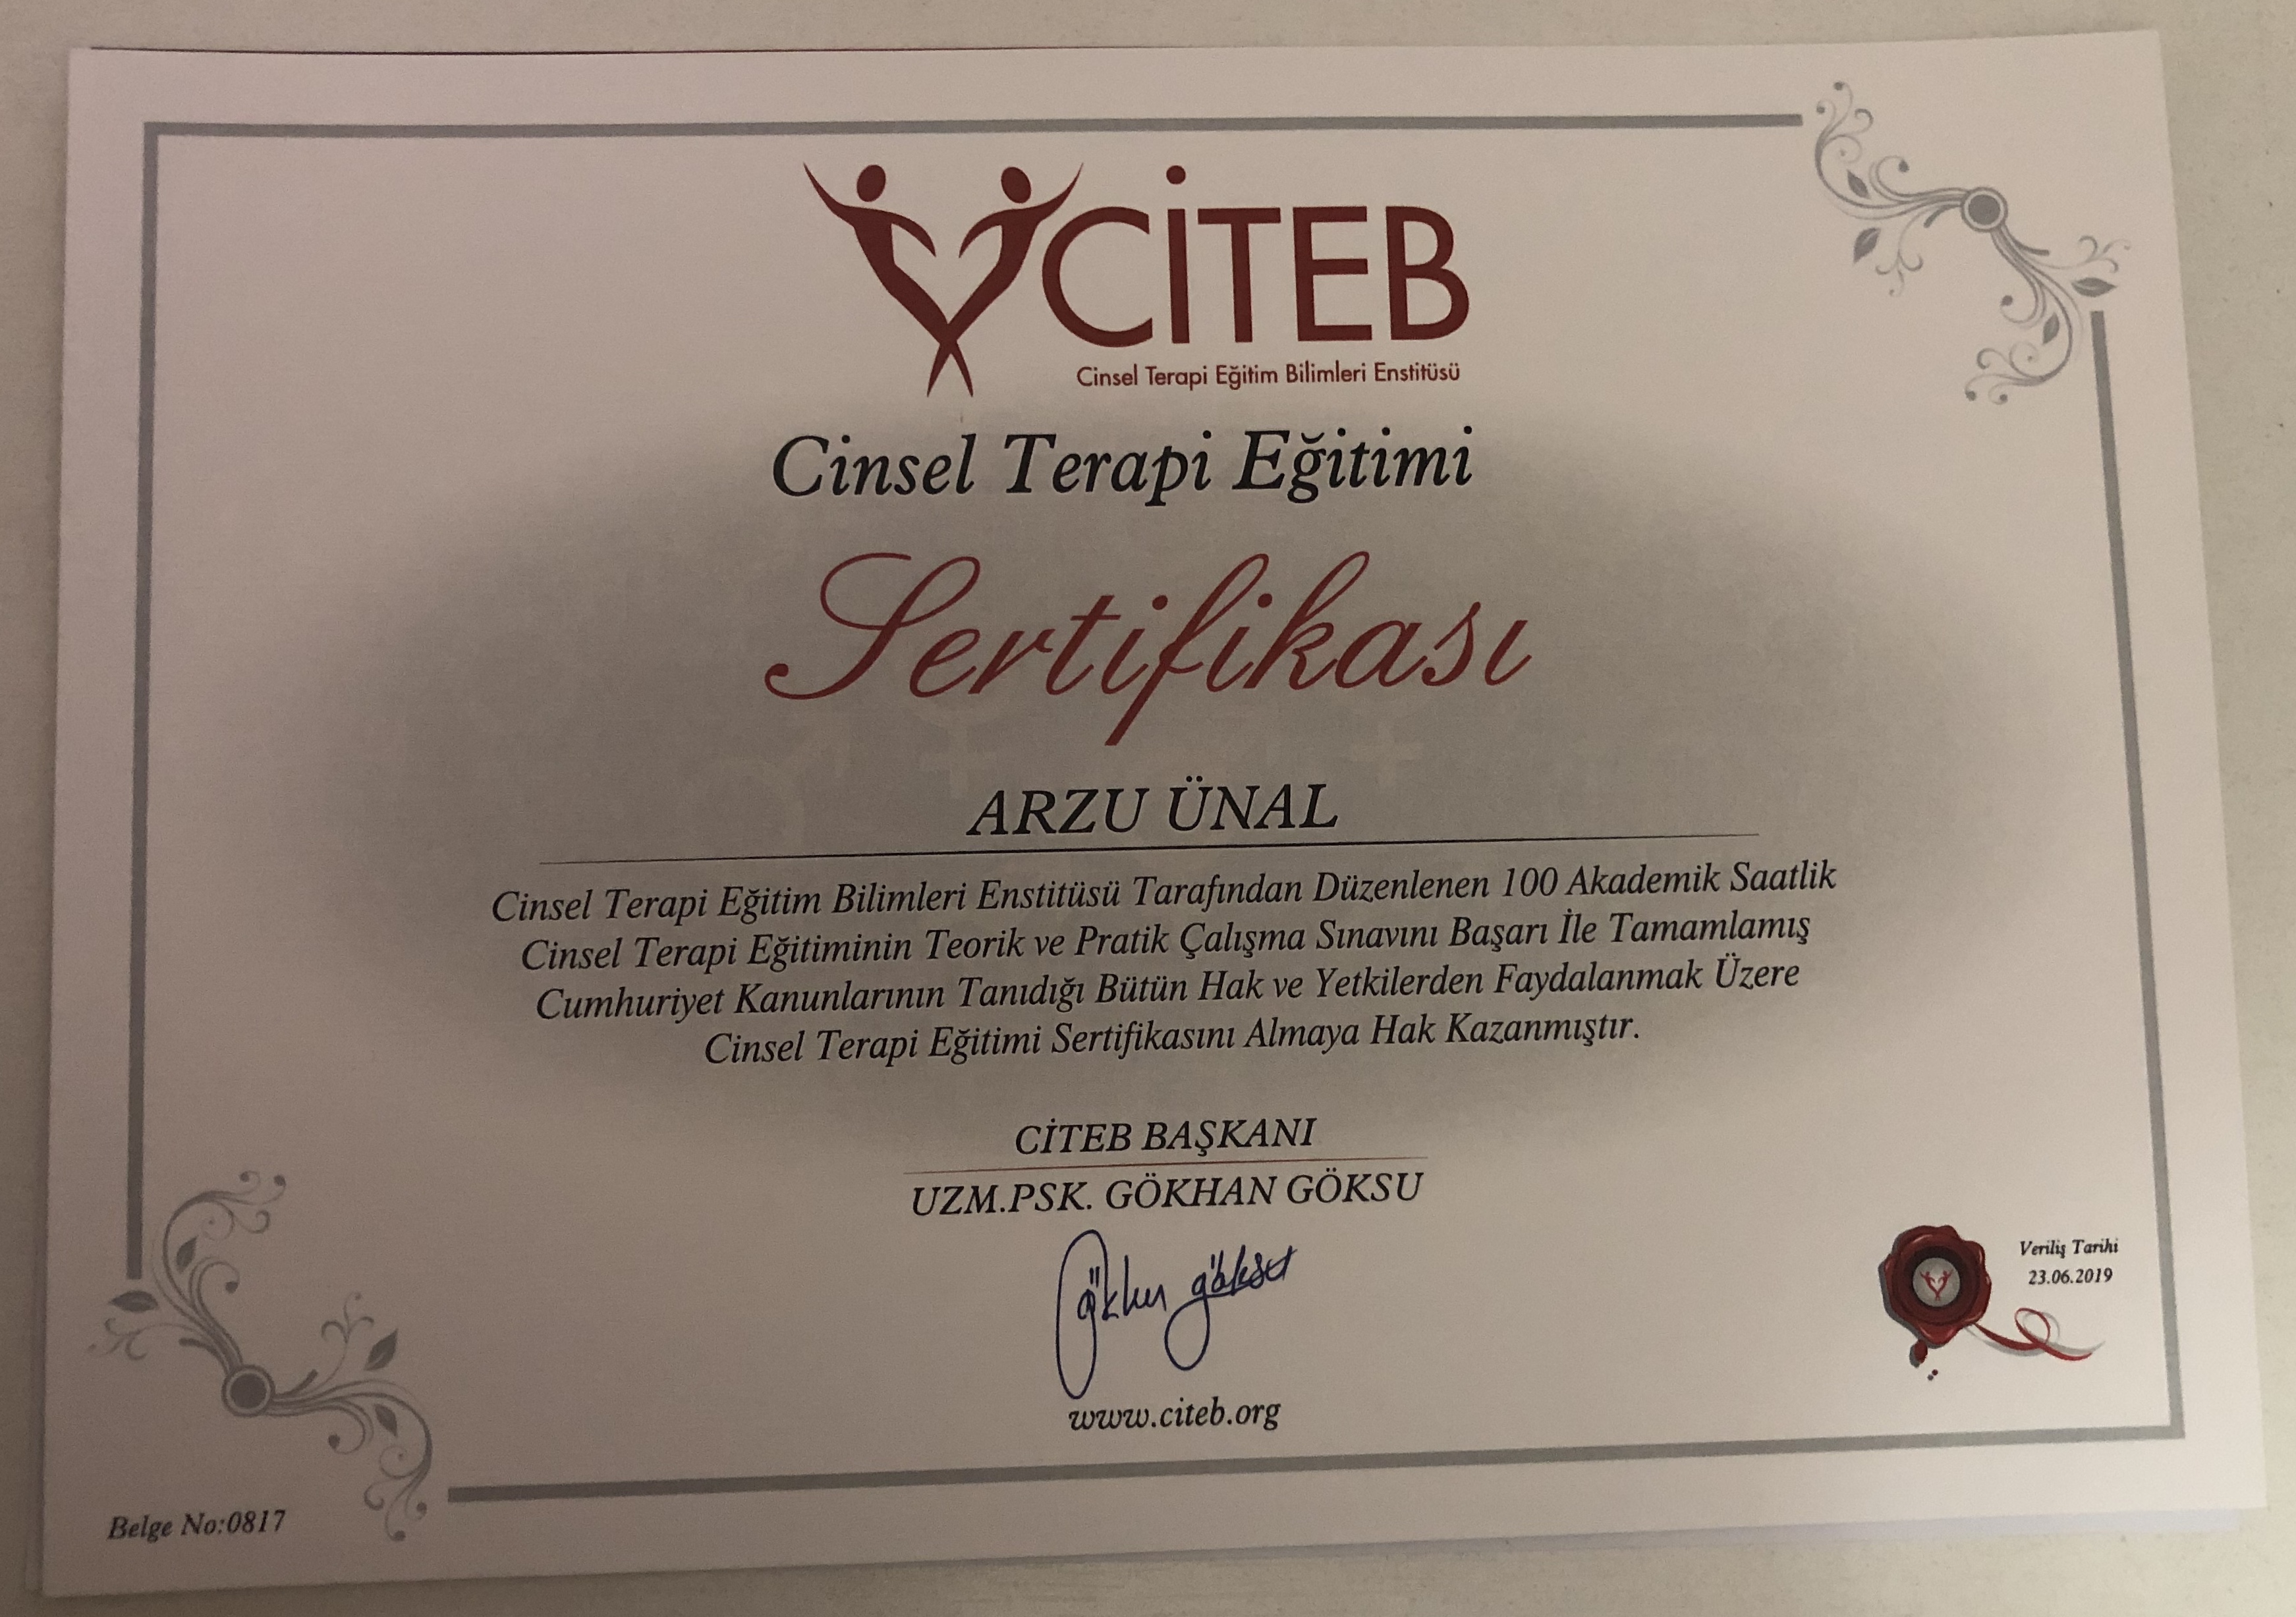 CİTEB
Cinsel Terapi Eğitim Bilimleri Enstitüsü
Cinsel Terapi Eğitimi
Sertifikası
ARZU ÜNAL
Cinsel Terapi Eğitim Bilimleri Enstitüsü Tarafından Düzenlenen 100 Akademik Saatlik
Cinsel Terapi Eğitiminin Teorik ve Pratik Çalışma Sınavını Başarı İle Tamamlamış
Cumhuriyet Kanunlarının Tanıdığı Bütün Hak ve Yetkilerden Faydalanmak Üzere
Cinsel Terapi Eğitimi Sertifikasını Almaya Hak Kazanmıştır.
CİTEB BAŞKANI
UZM.PSK. GÖKHAN GÖKSU
Gökhan göksu
www.citeb.org
Veriliş Tarihi
23.06.2019
Belge No:0817